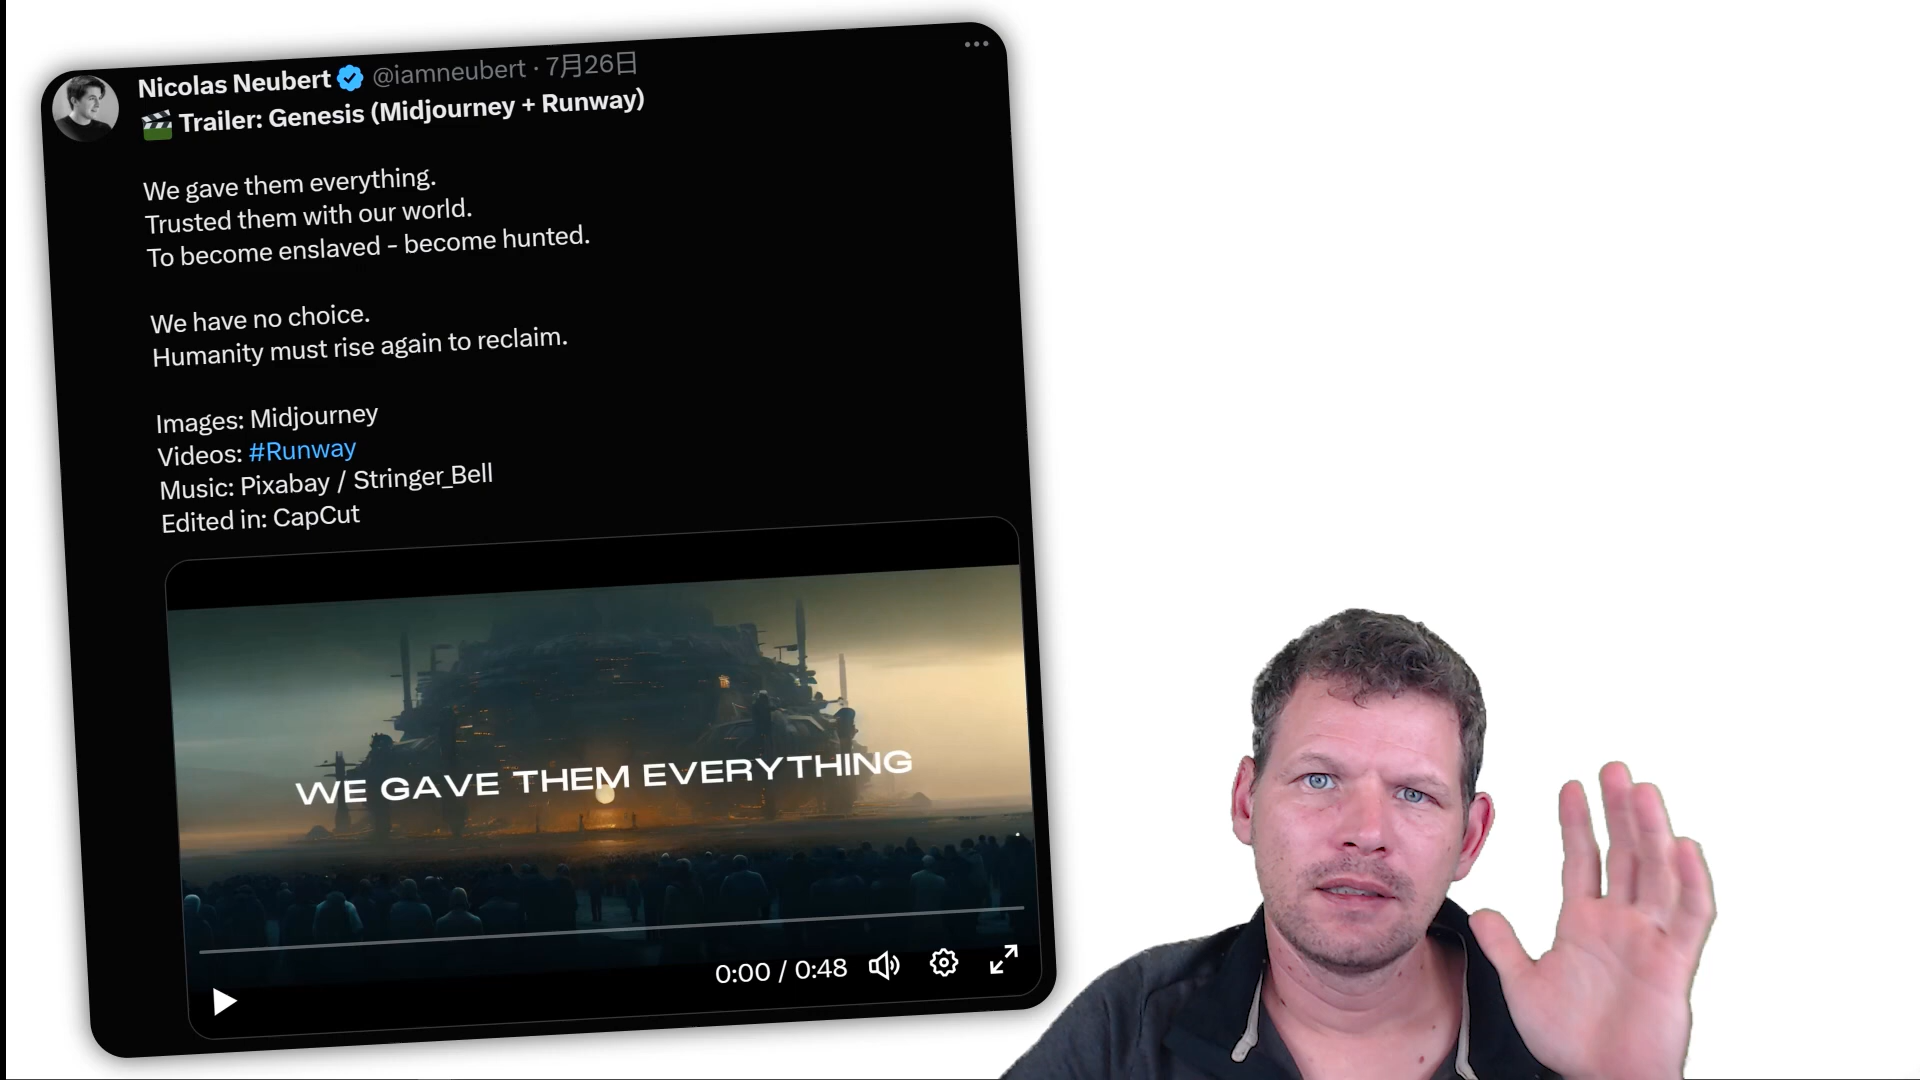 Nicolas Neubert @iamneubert · 7月26日
🎬 Trailer: Genesis (Midjourney + Runway)
We gave them everything.
Trusted them with our world.
To become enslaved - become hunted.
We have no choice.
Humanity must rise again to reclaim.
Images: Midjourney
Videos: #Runway
Music: Pixabay / Stringer_Bell
Edited in: CapCut
WE GAVE THEM EVERYTHING
0:00 / 0:48